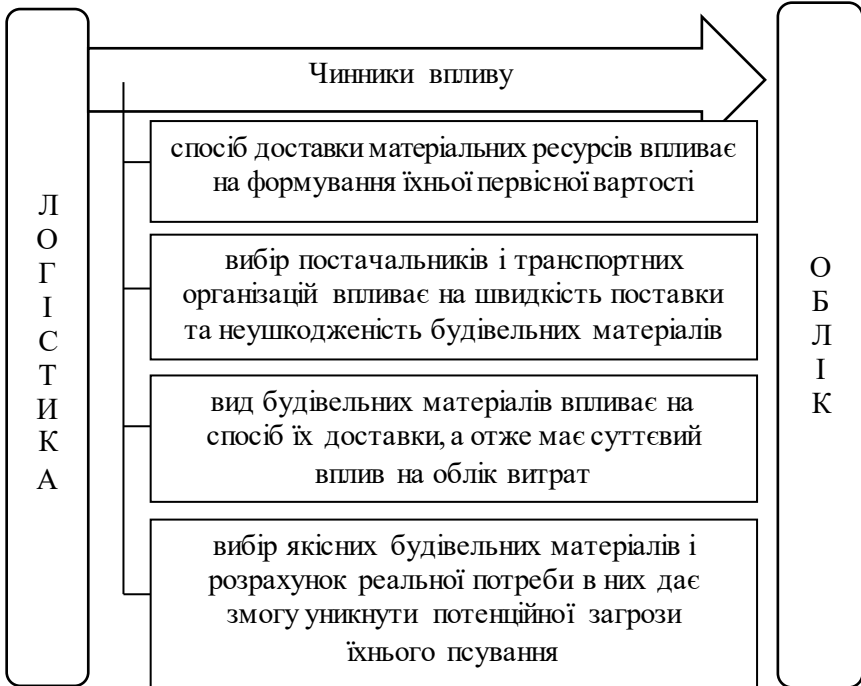 Чинники впливу
спосіб доставки матеріальних ресурсів впливає
на формування їхньої первісної вартості
ЛОГІСТИКА
вибір постачальників і транспортних
організацій впливає на швидкість поставки
та неушкодженість будівельних матеріалів
вид будівельних матеріалів впливає на
спосіб їх доставки, а отже має суттєвий
вплив на облік витрат
вибір якісних будівельних матеріалів і
розрахунок реальної потреби в них дає
змогу уникнути потенційної загрози
їхнього псування
ОБЛІК